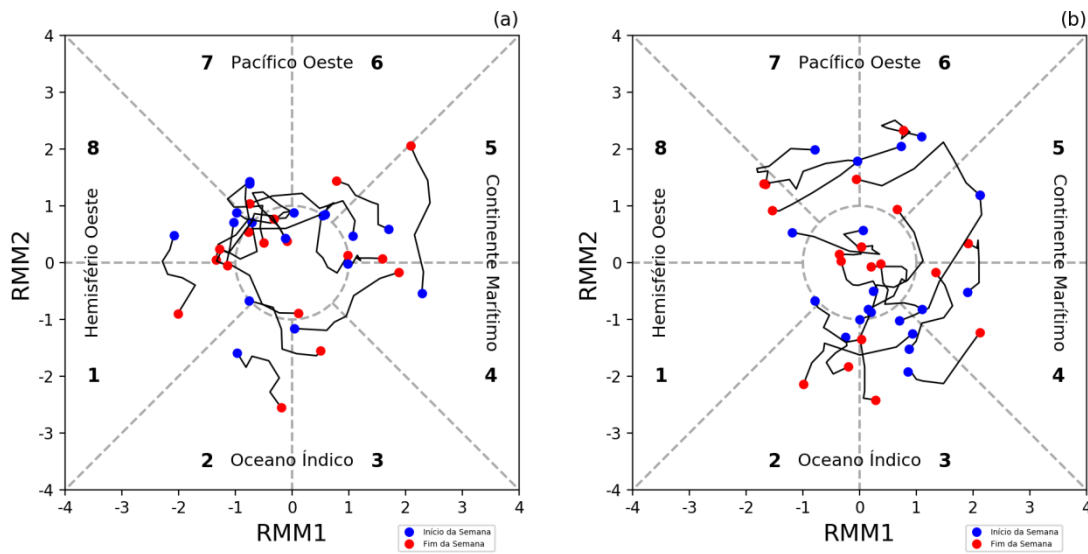 (a)
4
3
2
1
0
-1
-2
-3
-4
RMM2
7 Pacífico Oeste 6
8
5
Hemisfério Oeste
Continente Marítimo
1
4
2 Oceano Índico 3
-4 -3 -2 -1 0 1 2 3 4
RMM1
Início da Semana
Fim da Semana
(b)
4
3
2
1
0
-1
-2
-3
-4
RMM2
7 Pacífico Oeste 6
8
5
Hemisfério Oeste
Continente Marítimo
1
4
2 Oceano Índico 3
-4 -3 -2 -1 0 1 2 3 4
RMM1
Início da Semana
Fim da Semana